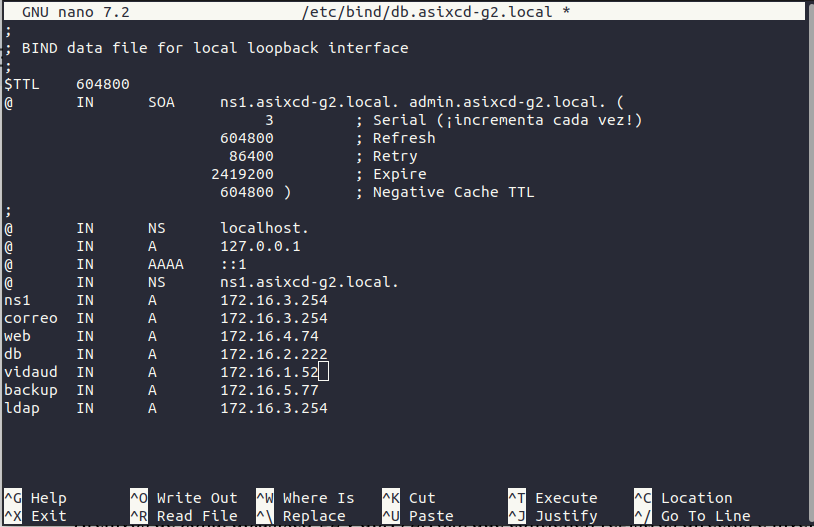 GNU nano 7.2 /etc/bind/db.asixcd-g2.local *
;
; BIND data file for local loopback interface
;
$TTL 604800
@ IN SOA ns1.asixcd-g2.local. admin.asixcd-g2.local. (
3 ; Serial (¡incrementa cada vez!)
604800 ; Refresh
86400 ; Retry
2419200 ; Expire
604800 ) ; Negative Cache TTL
;
@ IN NS localhost.
@ IN A 127.0.0.1
@ IN AAAA ::1
@ IN NS ns1.asixcd-g2.local.
ns1 IN A 172.16.3.254
correo IN A 172.16.3.254
web IN A 172.16.4.74
db IN A 172.16.2.222
vidaud IN A 172.16.1.52
backup IN A 172.16.5.77
ldap IN A 172.16.3.254
^G Help ^O Write Out ^W Where Is ^K Cut ^T Execute ^C Location
^X Exit ^R Read File ^\ Replace ^U Paste ^J Justify ^/ Go To Line